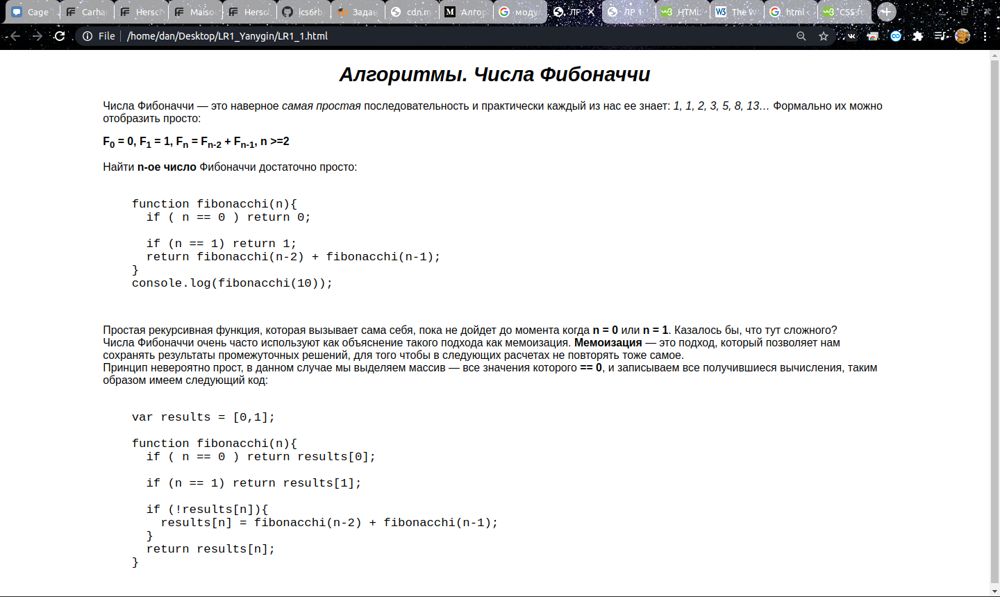 Cage
Carha
Hersch
Maiso
Hersc
jcs6rb
Задан
cdn.m
Алгор
моду
ЛР
ЛР 1
HTML
The W
html
CSS f
File
/home/dan/Desktop/LR1_Yanygin/LR1_1.html
Алгоритмы. Числа Фибоначчи
Числа Фибоначчи — это наверное самая простая последовательность и практически каждый из нас ее знает: 1, 1, 2, 3, 5, 8, 13… Формально их можно
отобразить просто:
F0 = 0, F1 = 1, Fn = Fn-2 + Fn-1, n >=2
Найти n-ое число Фибоначчи достаточно просто:
function fibonacchi(n){
if ( n == 0 ) return 0;
if (n == 1) return 1;
return fibonacchi(n-2) + fibonacchi(n-1);
}
console.log(fibonacchi(10));
Простая рекурсивная функция, которая вызывает сама себя, пока не дойдет до момента когда n = 0 или n = 1. Казалось бы, что тут сложного?
Числа Фибоначчи очень часто используют как объяснение такого подхода как мемоизация. Мемоизация — это подход, который позволяет нам
сохранять результаты промежуточных решений, для того чтобы в следующих расчетах не повторять тоже самое.
Принцип невероятно прост, в данном случае мы выделяем массив — все значения которого == 0, и записываем все получившиеся вычисления, таким
образом имеем следующий код:
var results = [0,1];
function fibonacchi(n){
if ( n == 0 ) return results[0];
if (n == 1) return results[1];
if (!results[n]){
results[n] = fibonacchi(n-2) + fibonacchi(n-1);
}
return results[n];
}